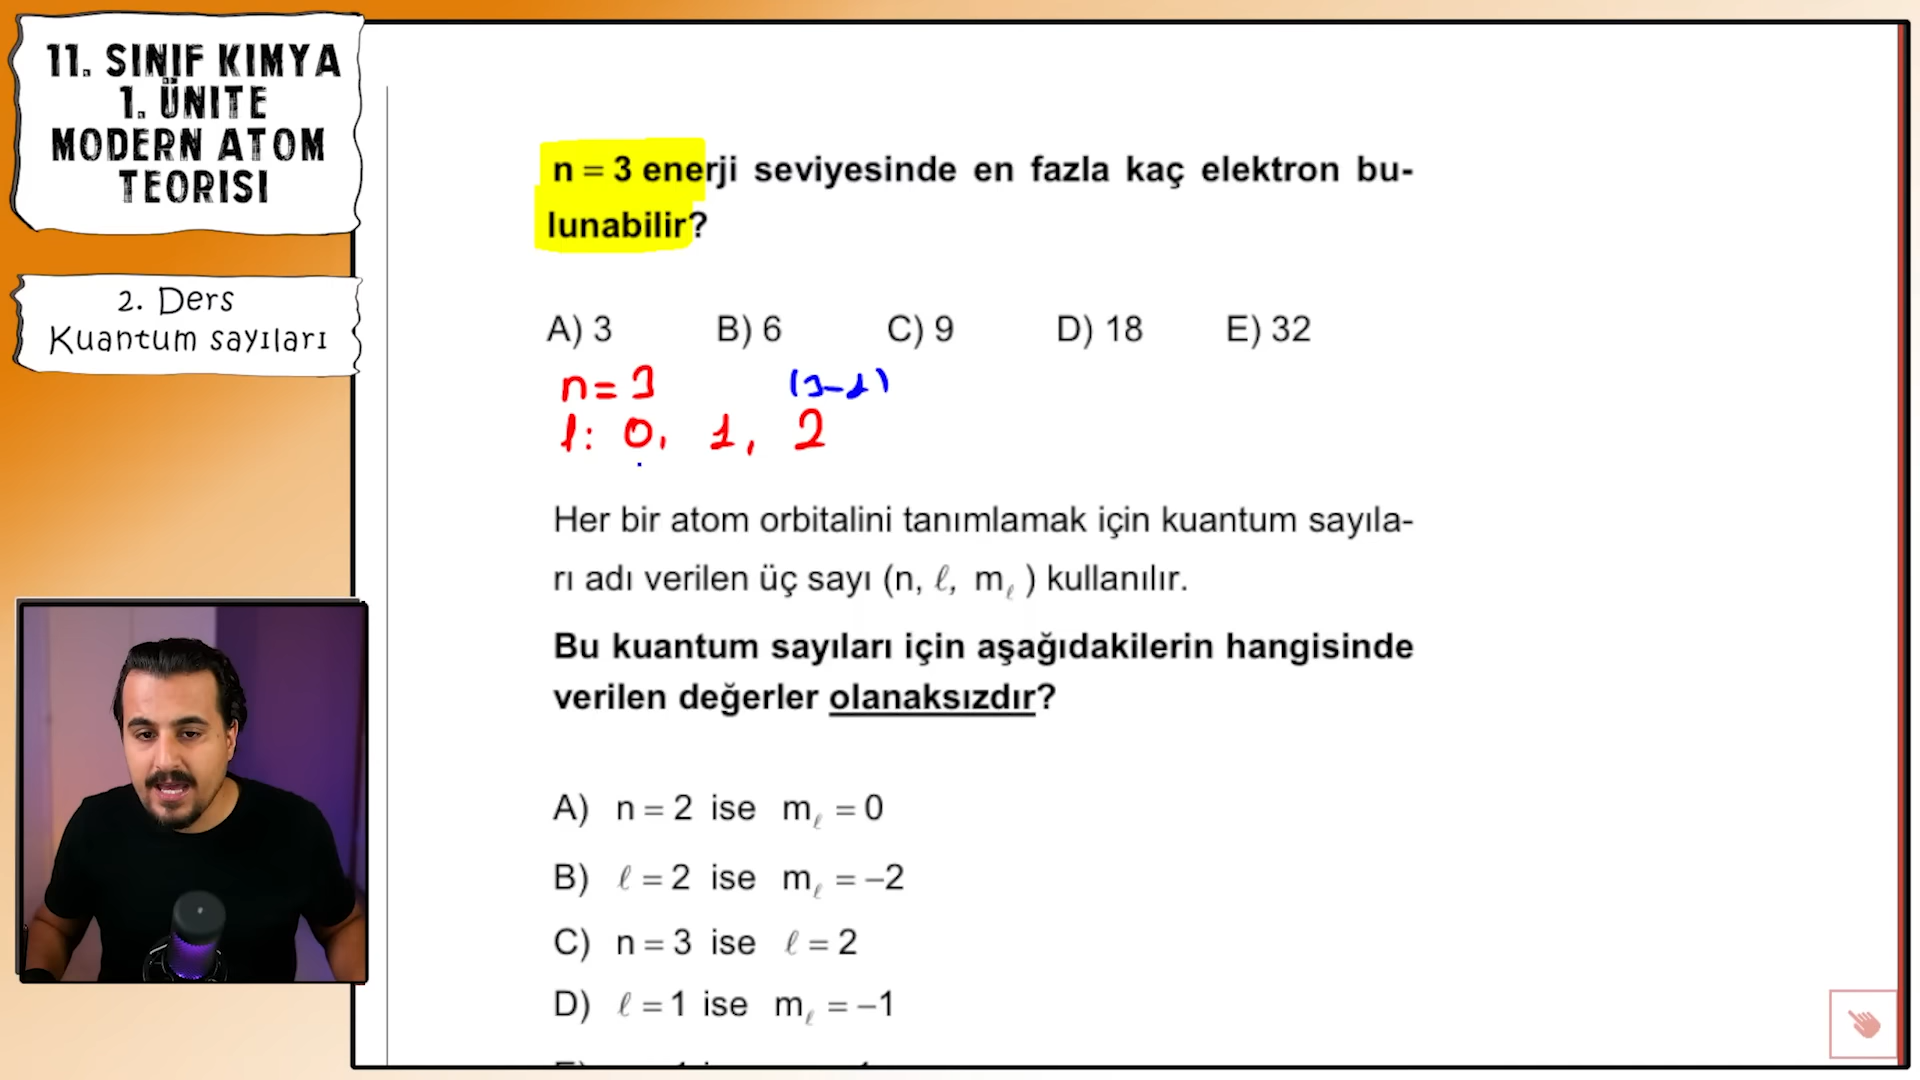 11. SINIF KIMYA
1. ÜNITE
MODERN ATOM
TEORISI
2. Ders
Kuantum sayıları
n = 3 enerji seviyesinde en fazla kaç elektron bu-
lunabilir?
A) 3 B) 6 C) 9 D) 18 E) 32
n = 3 (3-1)
l: 0, 1, 2
Her bir atom orbitalini tanımlamak için kuantum sayıla-
rı adı verilen üç sayı (n, ℓ, mℓ ) kullanılır.
Bu kuantum sayıları için aşağıdakilerin hangisinde
verilen değerler olanaksızdır?
A) n = 2 ise mℓ = 0
B) ℓ = 2 ise mℓ = –2
C) n = 3 ise ℓ = 2
D) ℓ = 1 ise mℓ = –1